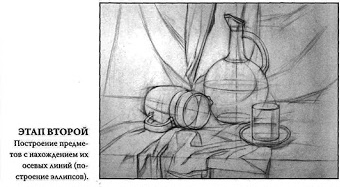 ЭТАП ВТОРОЙ
Построение предме-
тов с нахождением их
осевых линий (по-
строение эллипсов).